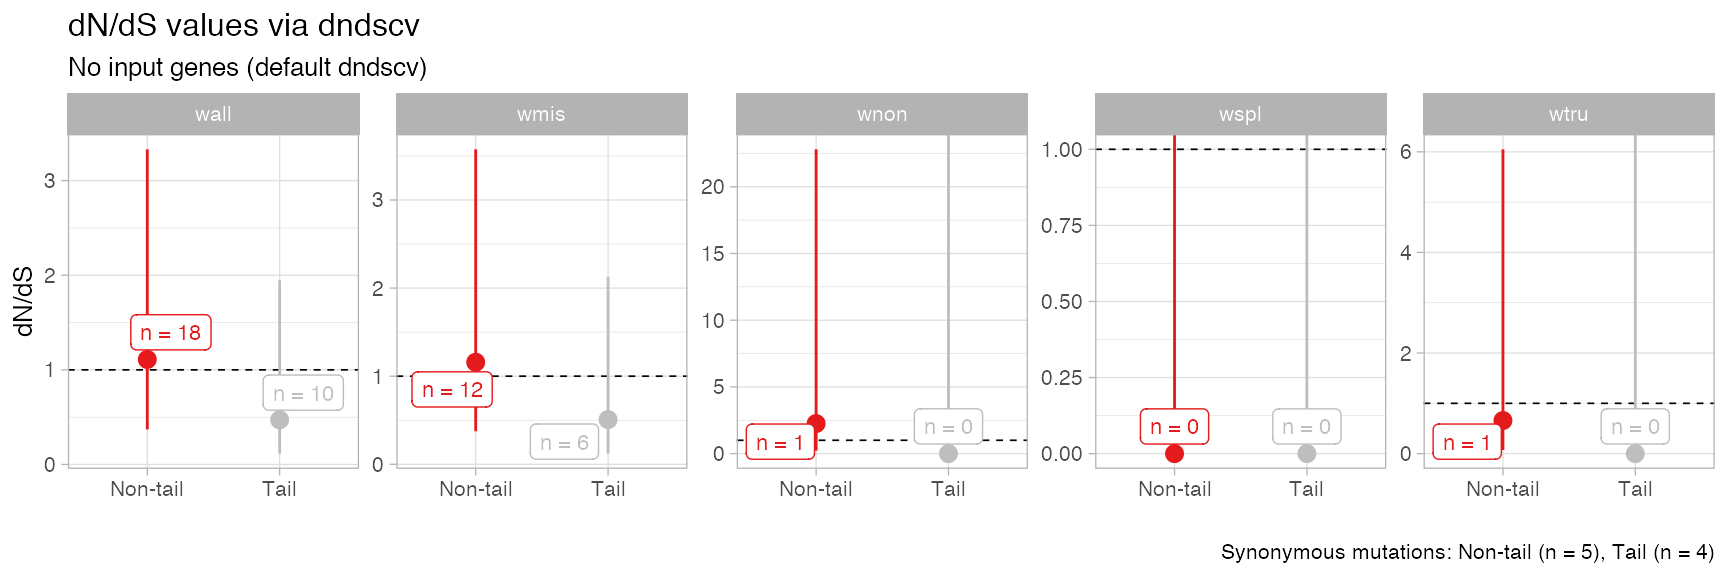 dN/dS values via dndscv
No input genes (default dndscv)
wall
wmis
wnon
wspl
wtru
dN/dS
3
2
1
0
n = 18
n = 10
Non-tail
Tail
3
2
1
0
n = 12
n = 6
Non-tail
Tail
20
15
10
5
0
n = 1
n = 0
Non-tail
Tail
1.00
0.75
0.50
0.25
0.00
n = 0
n = 0
Non-tail
Tail
6
4
2
0
n = 1
n = 0
Non-tail
Tail
Synonymous mutations: Non-tail (n = 5), Tail (n = 4)